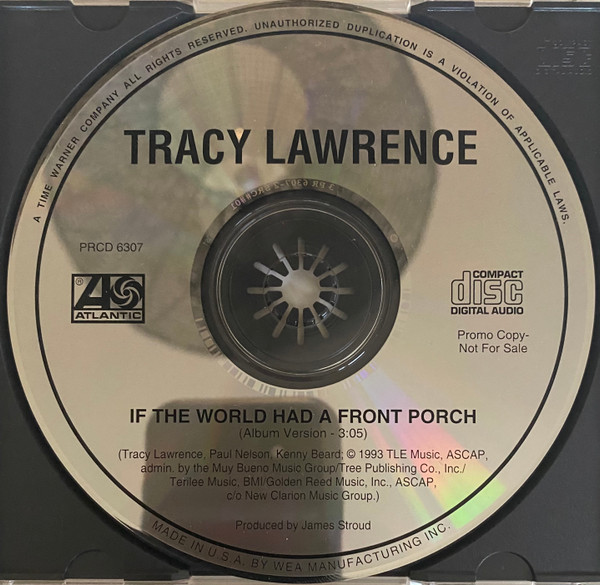 A TIME WARNER COMPANY ALL RIGHTS RESERVED. UNAUTHORIZED DUPLICATION IS A VIOLATION OF APPLICABLE LAWS.
TRACY LAWRENCE
PRCD 6307
®
ATLANTIC
COMPACT
disc
DIGITAL AUDIO
Promo Copy-
Not For Sale
IF THE WORLD HAD A FRONT PORCH
(Album Version - 3:05)
(Tracy Lawrence, Paul Nelson, Kenny Beard; © 1993 TLE Music, ASCAP,
admin. by the Muy Bueno Music Group/Tree Publishing Co., Inc./
Terilee Music, BMI/Golden Reed Music, Inc., ASCAP,
c/o New Clarion Music Group.)
Produced by James Stroud
MADE IN U.S.A. BY WEA MANUFACTURING INC.